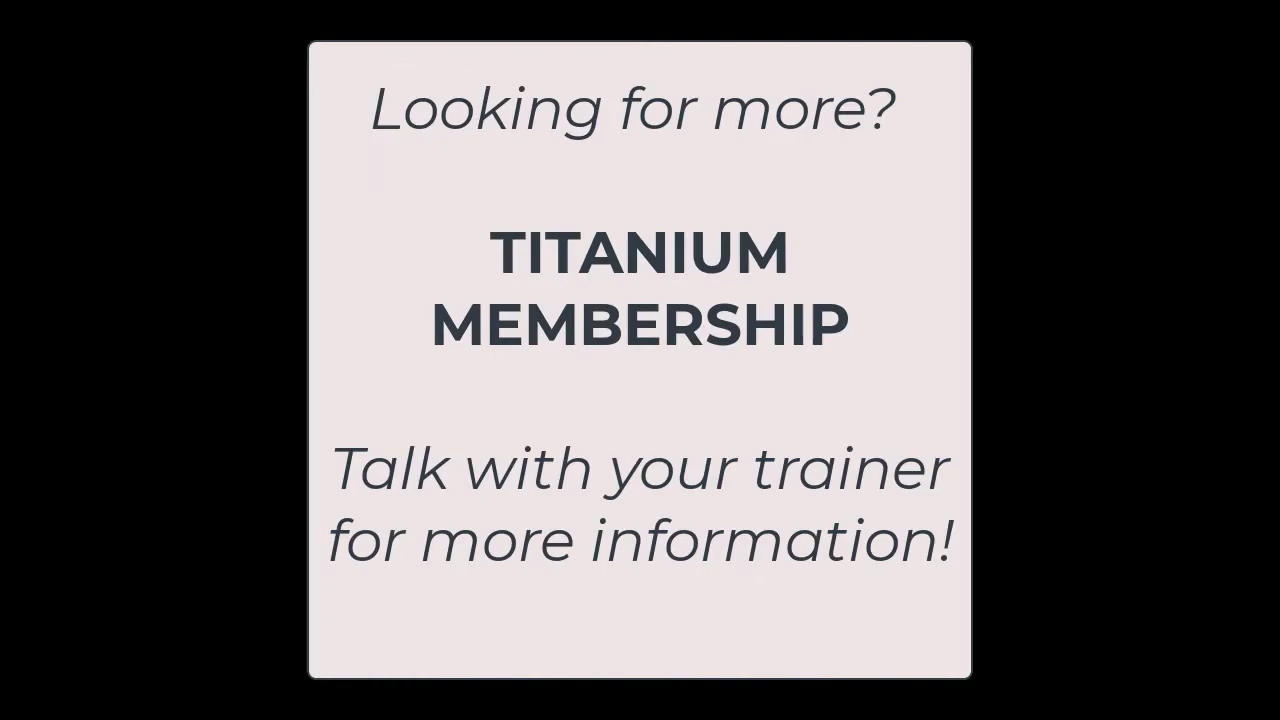 Looking for more?
TITANIUM
MEMBERSHIP
Talk with your trainer
for more information!